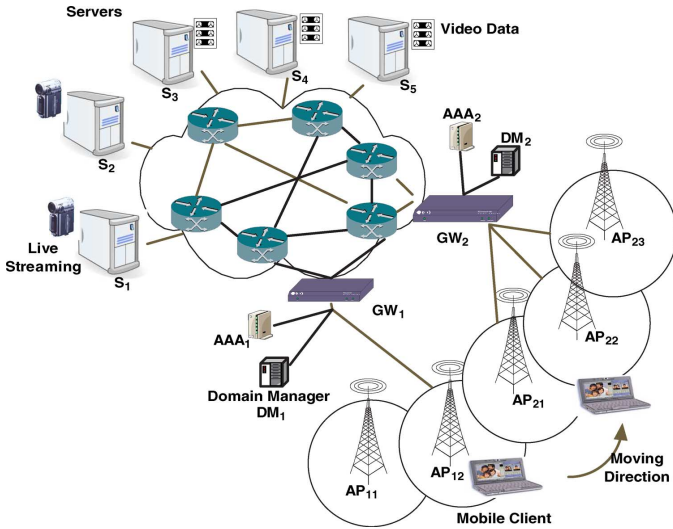 Servers
Video Data
S3
S4
S5
S2
Live
Streaming
S1
AAA2
DM2
GW2
AP23
GW1
AAA1
AP22
Domain Manager
DM1
AP21
AP12
AP11
Moving
Direction
Mobile Client